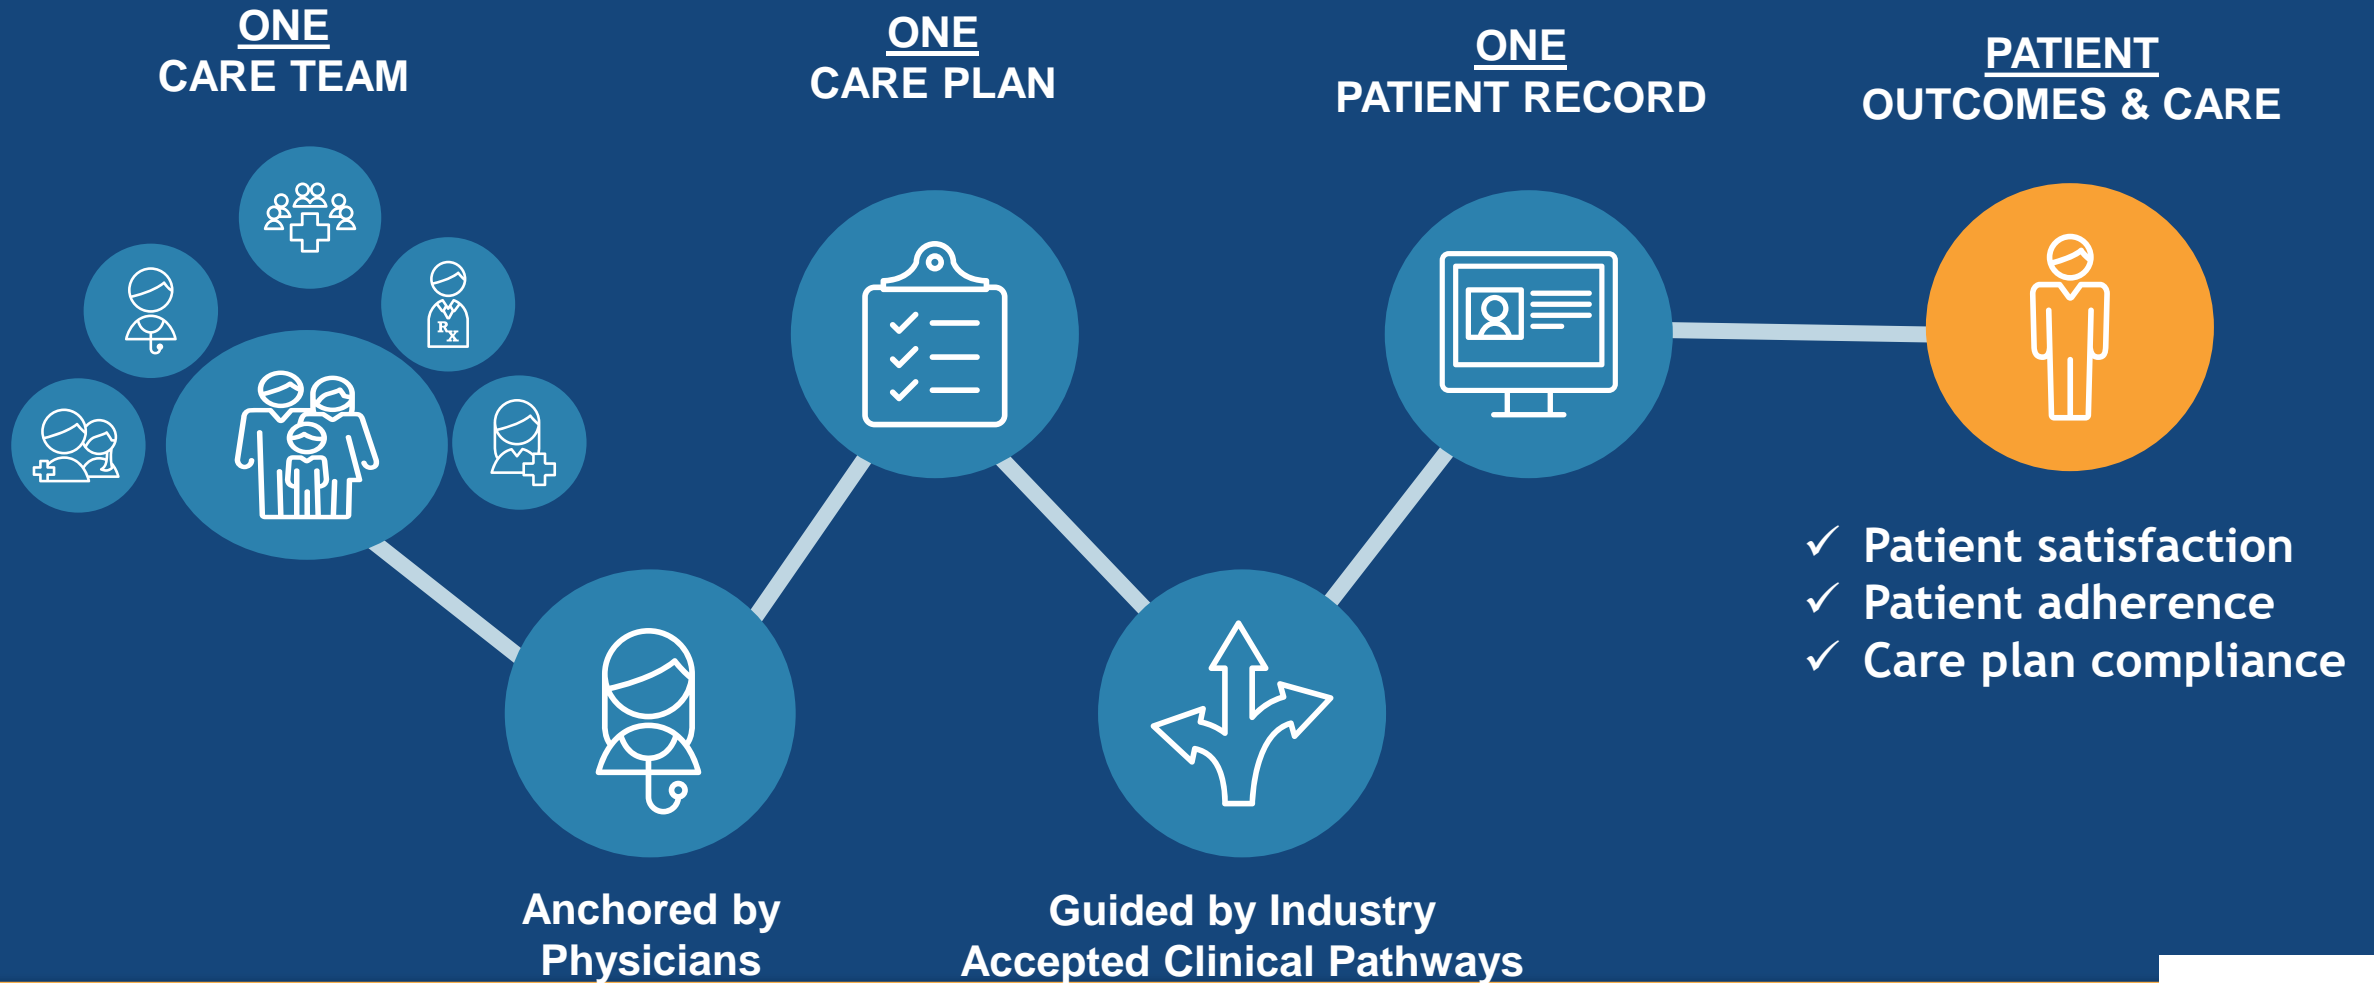 ONE
CARE TEAM
ONE
CARE PLAN
ONE
PATIENT RECORD
PATIENT
OUTCOMES & CARE
Rx
✓ Patient satisfaction
✓ Patient adherence
✓ Care plan compliance
Anchored by
Physicians
Guided by Industry
Accepted Clinical Pathways